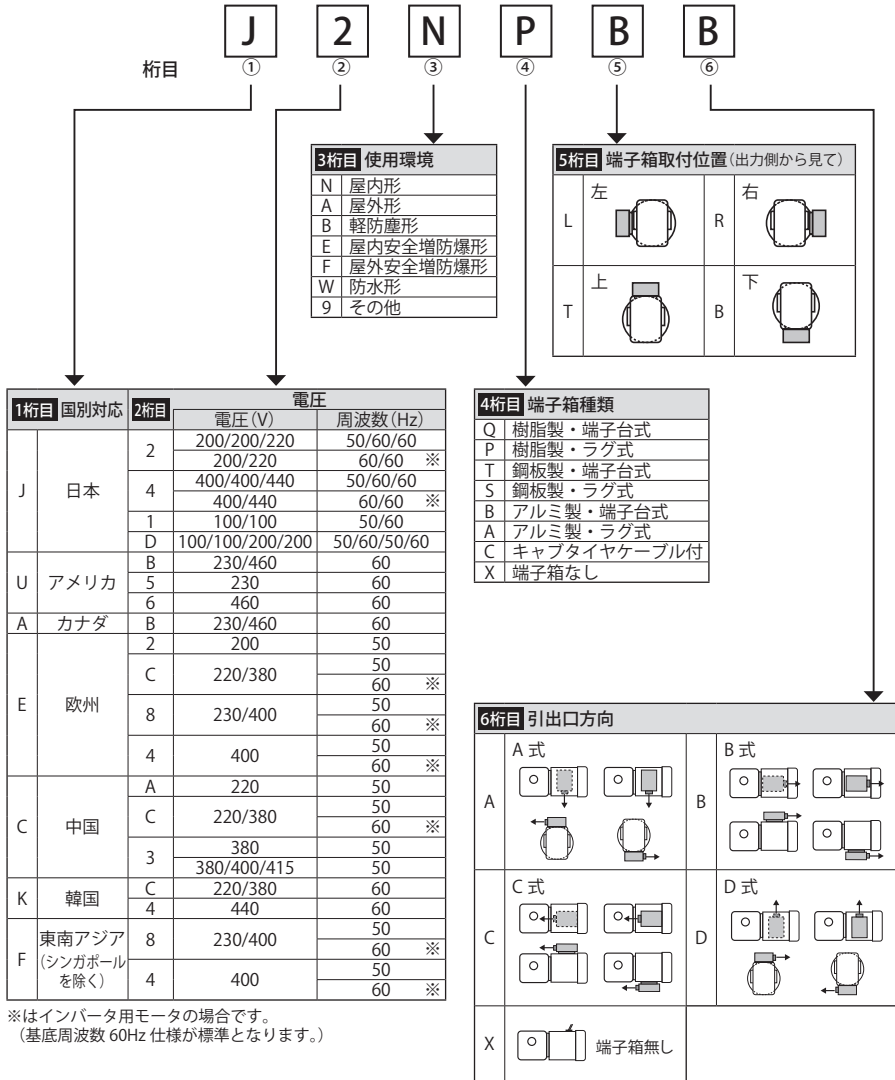 J 2 N P B B
桁目 ① ② ③ ④ ⑤ ⑥
3桁目 使用環境
N 屋内形
A 屋外形
B 軽防塵形
E 屋内安全増防爆形
F 屋外安全増防爆形
W 防水形
9 その他
5桁目 端子箱取付位置(出力側から見て)
L 左 R 右
T 上 B 下
1桁目 国別対応 2桁目 電圧
電圧(V) 周波数(Hz)
J 日本 2 200/200/220 50/60/60
200/220 60/60 ※
4 400/400/440 50/60/60
400/440 60/60 ※
1 100/100 50/60
D 100/100/200/200 50/60/50/60
U アメリカ B 230/460 60
5 230 60
6 460 60
A カナダ B 230/460 60
E 欧州 2 200 50
C 220/380 50
60 ※
8 230/400 50
60 ※
4 400 50
60 ※
C 中国 A 220 50
C 220/380 50
60 ※
3 380 50
380/400/415 50
K 韓国 C 220/380 60
4 440 60
F 東南アジア(シンガポールを除く) 8 230/400 50
60 ※
4 400 50
60 ※
※はインバータ用モータの場合です。
(基底周波数 60Hz 仕様が標準となります。)
4桁目 端子箱種類
Q 樹脂製・端子台式
P 樹脂製・ラグ式
T 鋼板製・端子台式
S 鋼板製・ラグ式
B アルミ製・端子台式
A アルミ製・ラグ式
C キャブタイヤケーブル付
X 端子箱なし
6桁目 引出口方向
A A 式 B B 式
C C 式 D D 式
X 端子箱無し